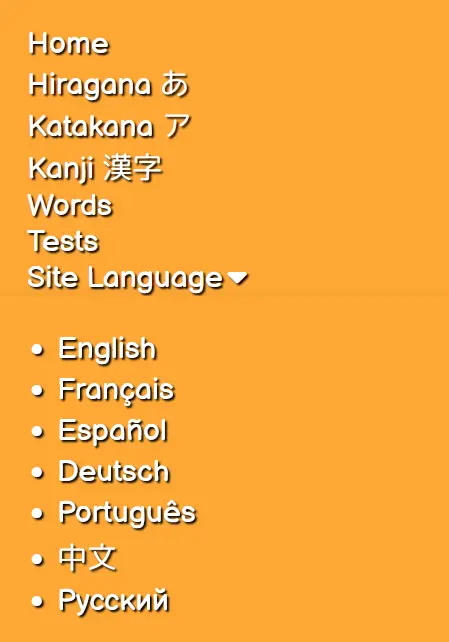 Home
Hiragana あ
Katakana ア
Kanji 漢字
Words
Tests
Site Language
English
Français
Español
Deutsch
Português
中文
Русский